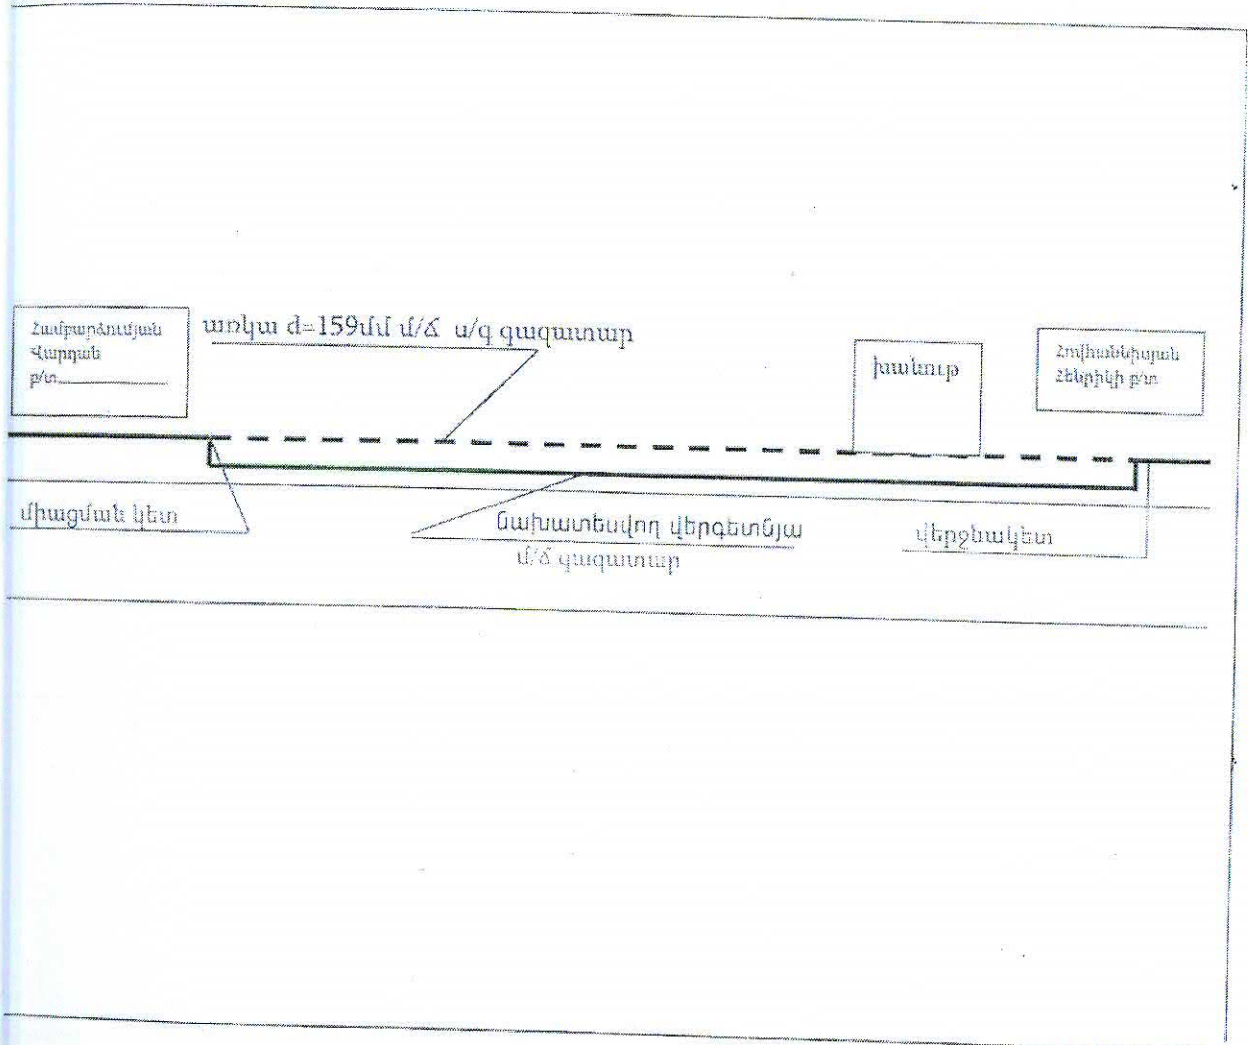 Համբարձումյան
Վարդան
բ/տ.
առկա d=159մմ մ/ճ ս/գ գազատար
խանութ
Հովհաննիսյան
Հենրիկի բ/տ
միացման կետ
նախատեսվող վերգետնյա
մ/ճ գազատար
վերջնակետ